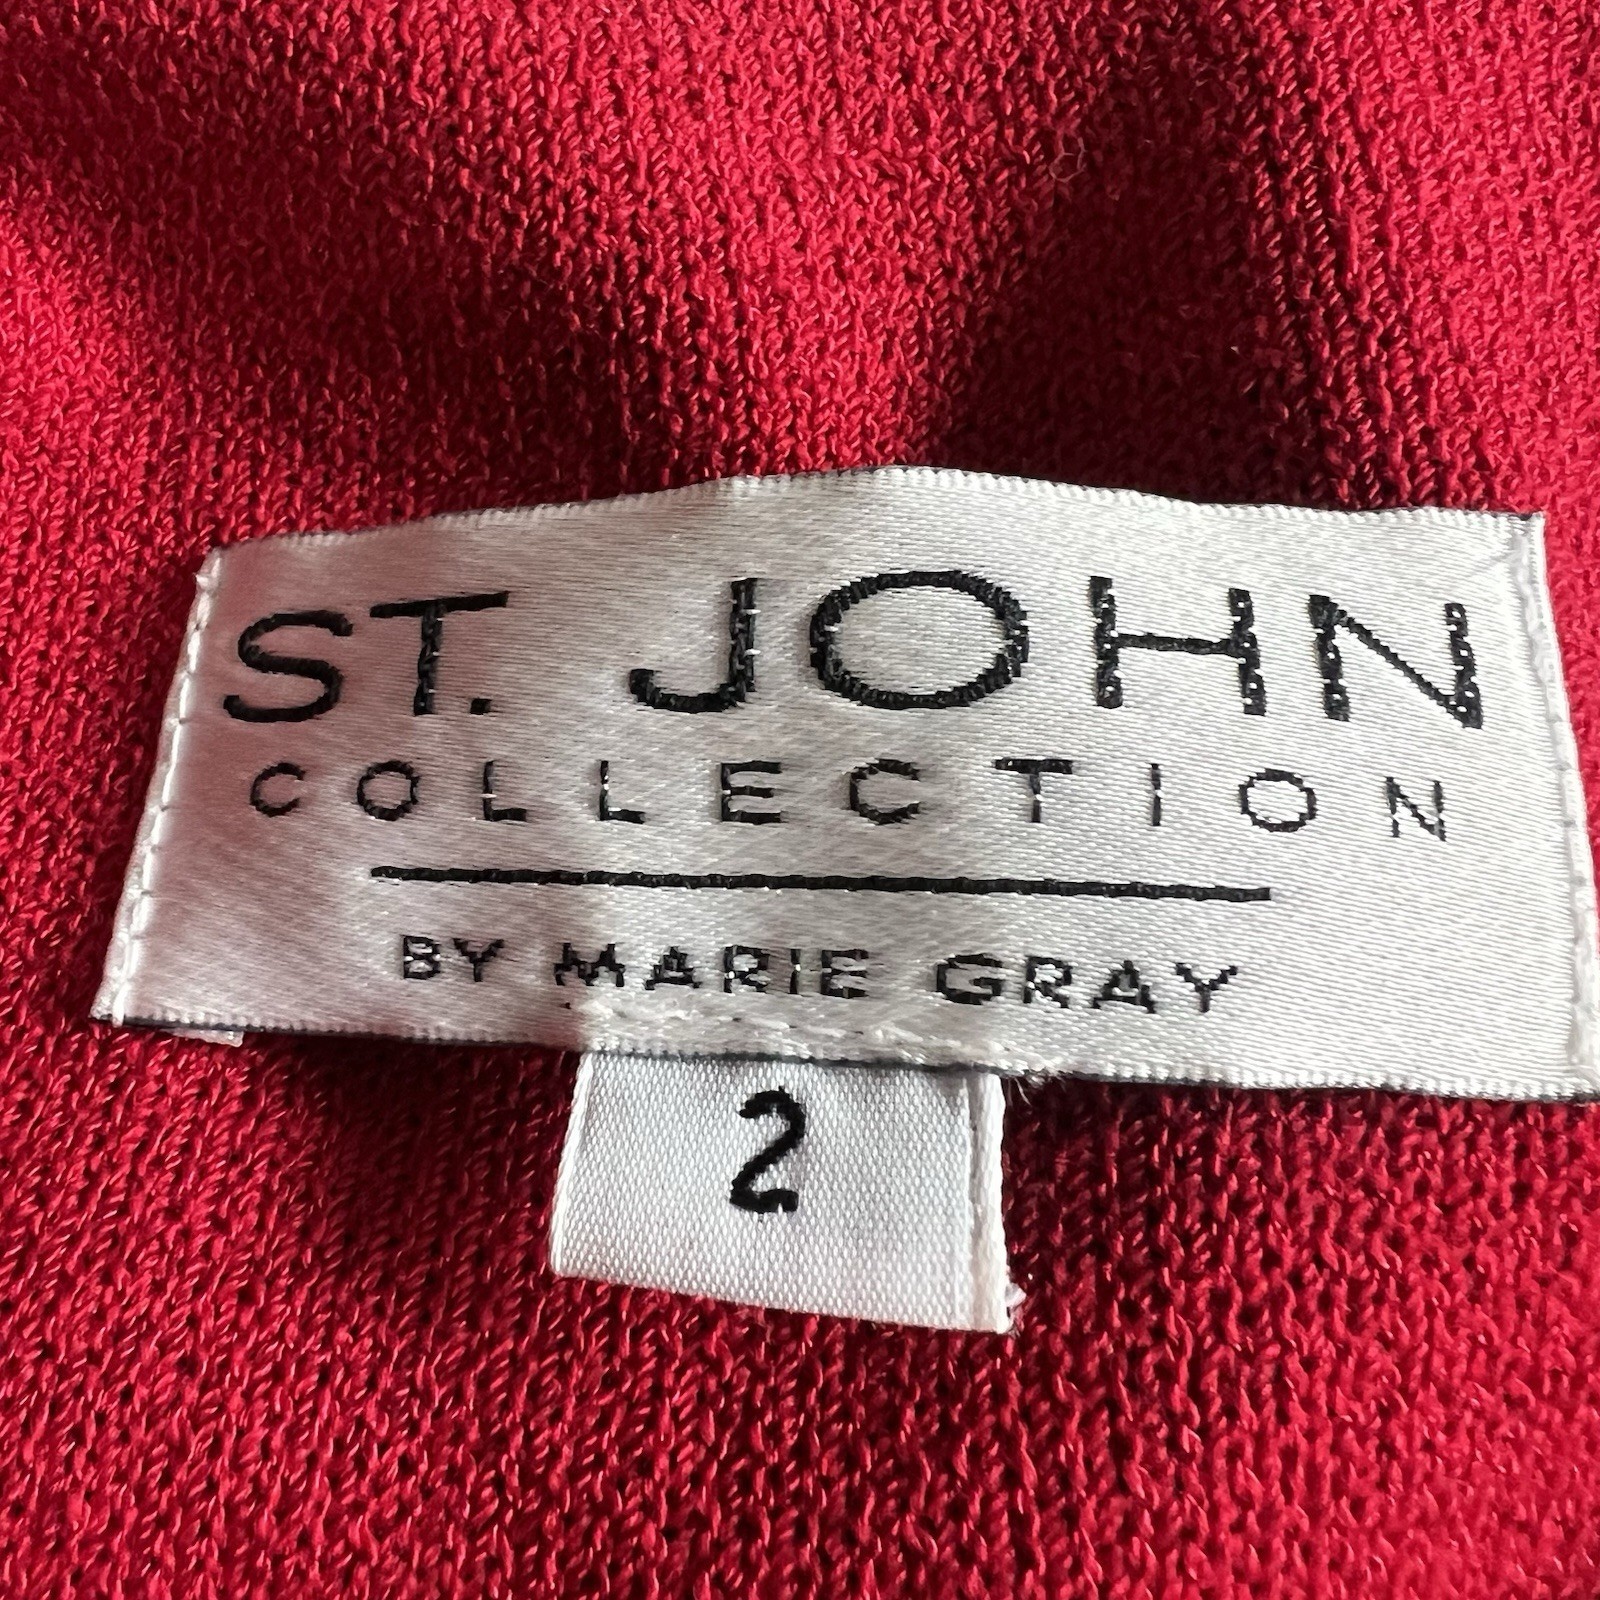 ST. JOHN
COLLECTION
BY MARIE GRAY
2